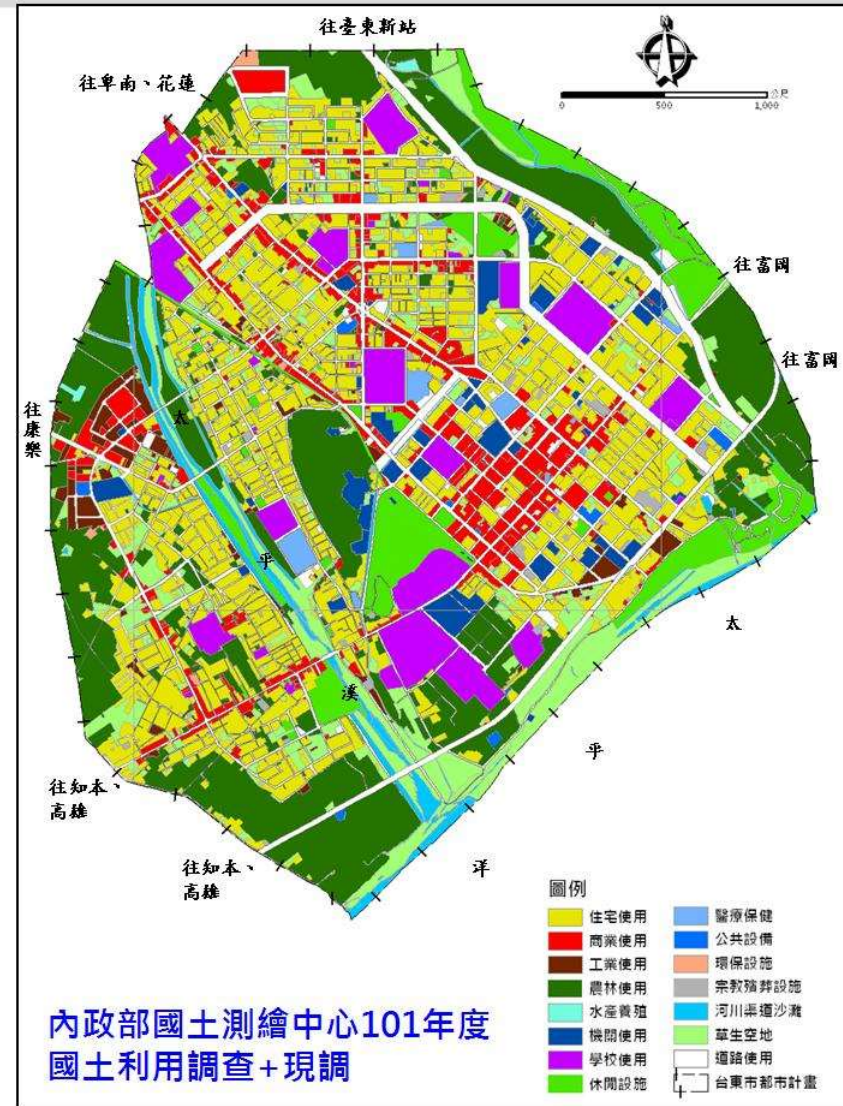 往臺東新站
往卑南、花蓮
公尺
0 500 1,000
往富岡
往富岡
往康樂
太
平
溪
太
平
洋
往知本、
高雄
往知本、
高雄
圖例
住宅使用
商業使用
工業使用
農林使用
水產養殖
機關使用
學校使用
休閒設施
醫療保健
公共設備
環保設施
宗教殯葬設施
河川渠道沙灘
草生空地
道路使用
台東市都市計畫
內政部國土測繪中心101年度
國土利用調查+現調